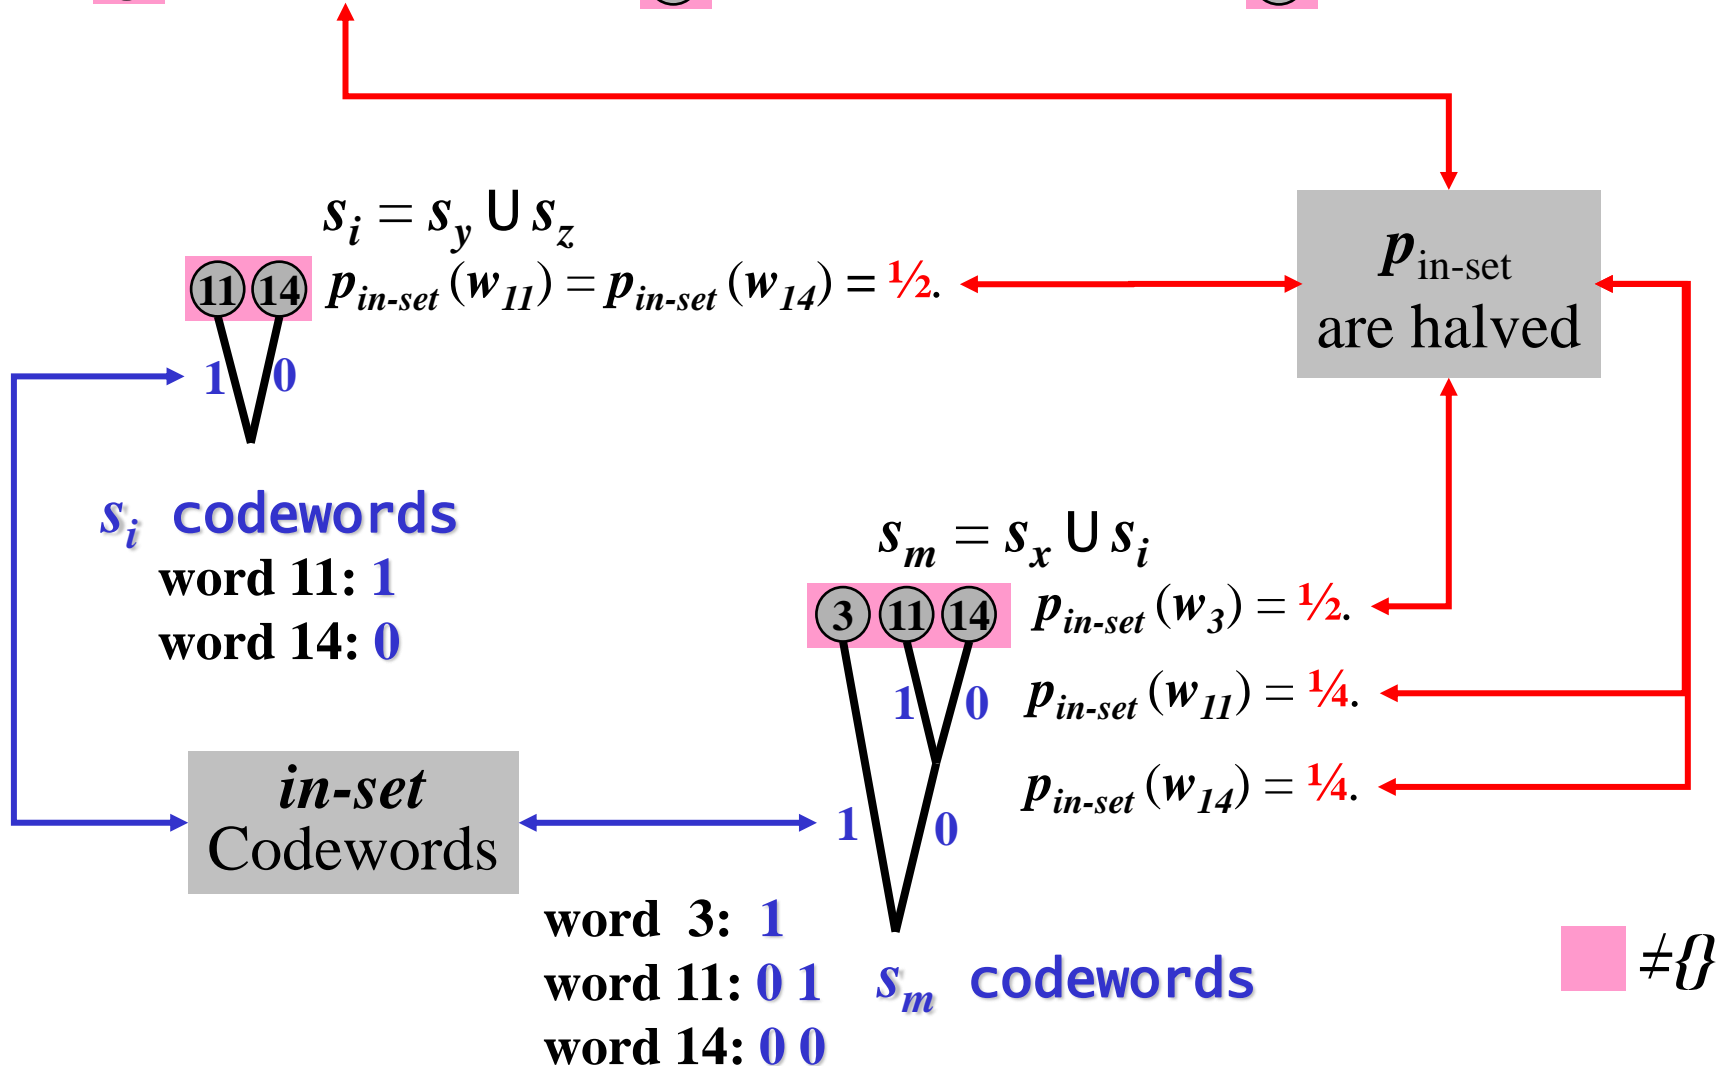 s_i = s_y ∪ s_z
11 14 p_in-set (w_11) = p_in-set (w_14) = ½.
p_in-set
are halved
1 0
s_i codewords
word 11: 1
word 14: 0
s_m = s_x ∪ s_i
3 11 14 p_in-set (w_3) = ½.
1 0 p_in-set (w_11) = ¼.
p_in-set (w_14) = ¼.
1 0
in-set
Codewords
word 3: 1
word 11: 0 1
word 14: 0 0
s_m codewords
≠{}